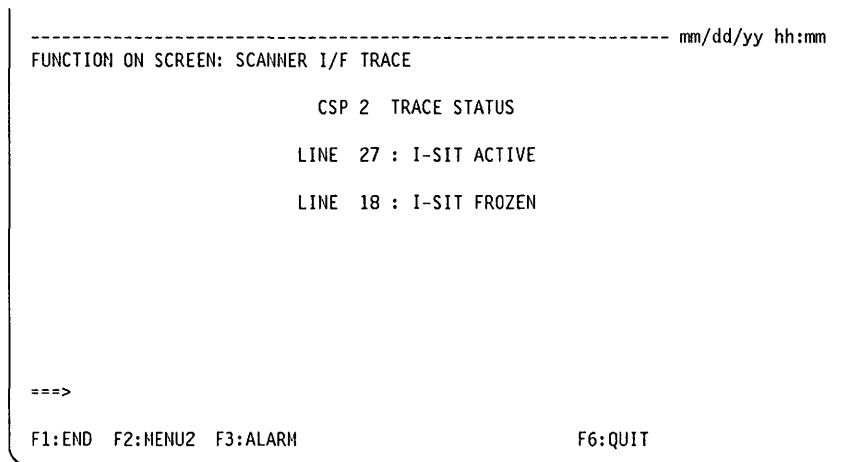 ------------------------------------------------------------- mm/dd/yy hh:mm
FUNCTION ON SCREEN: SCANNER I/F TRACE
CSP 2 TRACE STATUS
LINE 27 : I-SIT ACTIVE
LINE 18 : I-SIT FROZEN
===>
F1:END F2:MENU2 F3:ALARM F6:QUIT